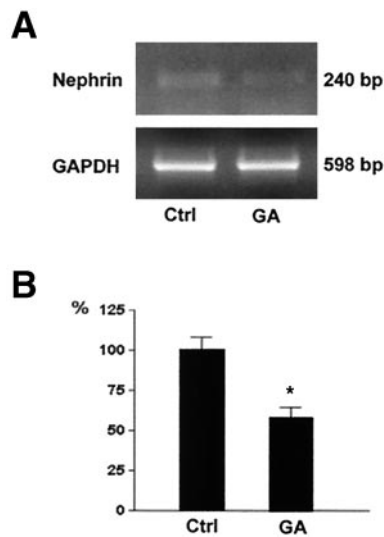 A
Nephrin 240 bp
GAPDH 598 bp
Ctrl GA
B
% 125
100
75
*
50
25
0
Ctrl GA